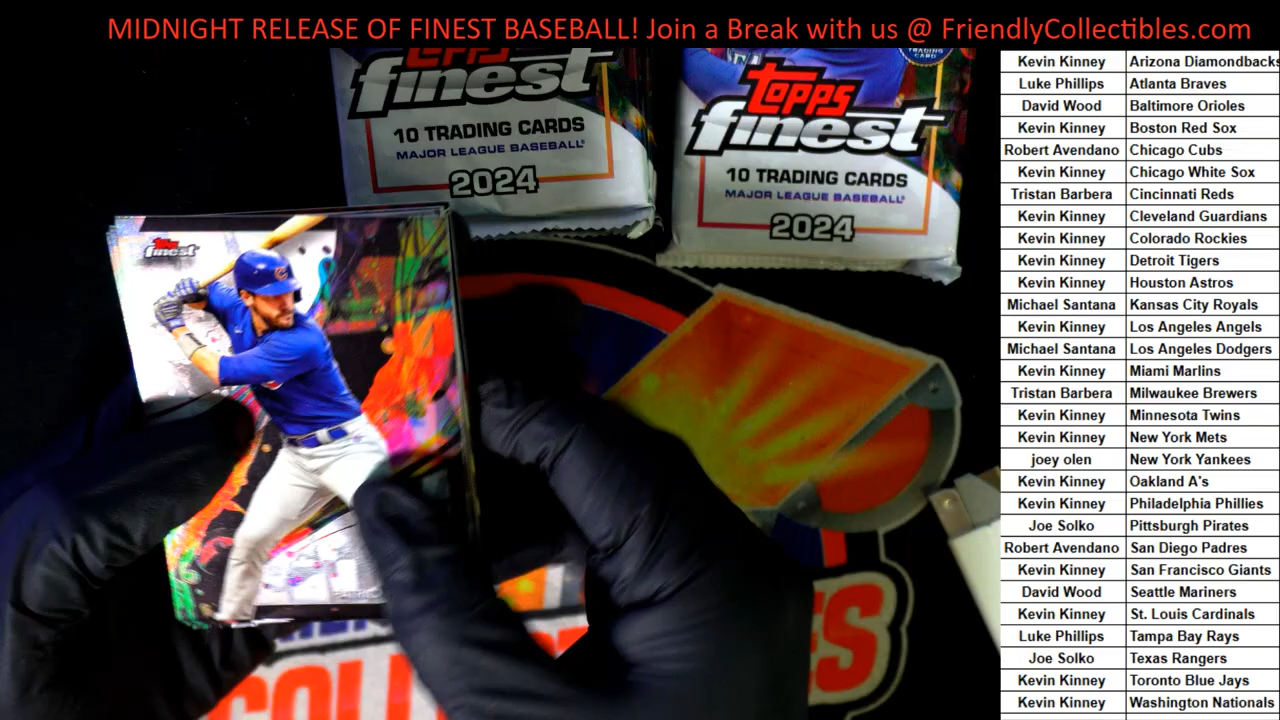 MIDNIGHT RELEASE OF FINEST BASEBALL! Join a Break with us @ FriendlyCollectibles.com
TOPPS
finest
10 TRADING CARDS
MAJOR LEAGUE BASEBALL
2024
TRADING
CARD
TOPPS
finest
10 TRADING CARDS
MAJOR LEAGUE BASEBALL
2024
Topps
finest
C
COLL
ES
Kevin Kinney Arizona Diamondbacks
Luke Phillips Atlanta Braves
David Wood Baltimore Orioles
Kevin Kinney Boston Red Sox
Robert Avendano Chicago Cubs
Kevin Kinney Chicago White Sox
Tristan Barbera Cincinnati Reds
Kevin Kinney Cleveland Guardians
Kevin Kinney Colorado Rockies
Kevin Kinney Detroit Tigers
Kevin Kinney Houston Astros
Michael Santana Kansas City Royals
Kevin Kinney Los Angeles Angels
Michael Santana Los Angeles Dodgers
Kevin Kinney Miami Marlins
Tristan Barbera Milwaukee Brewers
Kevin Kinney Minnesota Twins
Kevin Kinney New York Mets
joey olen New York Yankees
Kevin Kinney Oakland A's
Kevin Kinney Philadelphia Phillies
Joe Solko Pittsburgh Pirates
Robert Avendano San Diego Padres
Kevin Kinney San Francisco Giants
David Wood Seattle Mariners
Kevin Kinney St. Louis Cardinals
Luke Phillips Tampa Bay Rays
Joe Solko Texas Rangers
Kevin Kinney Toronto Blue Jays
Kevin Kinney Washington Nationals